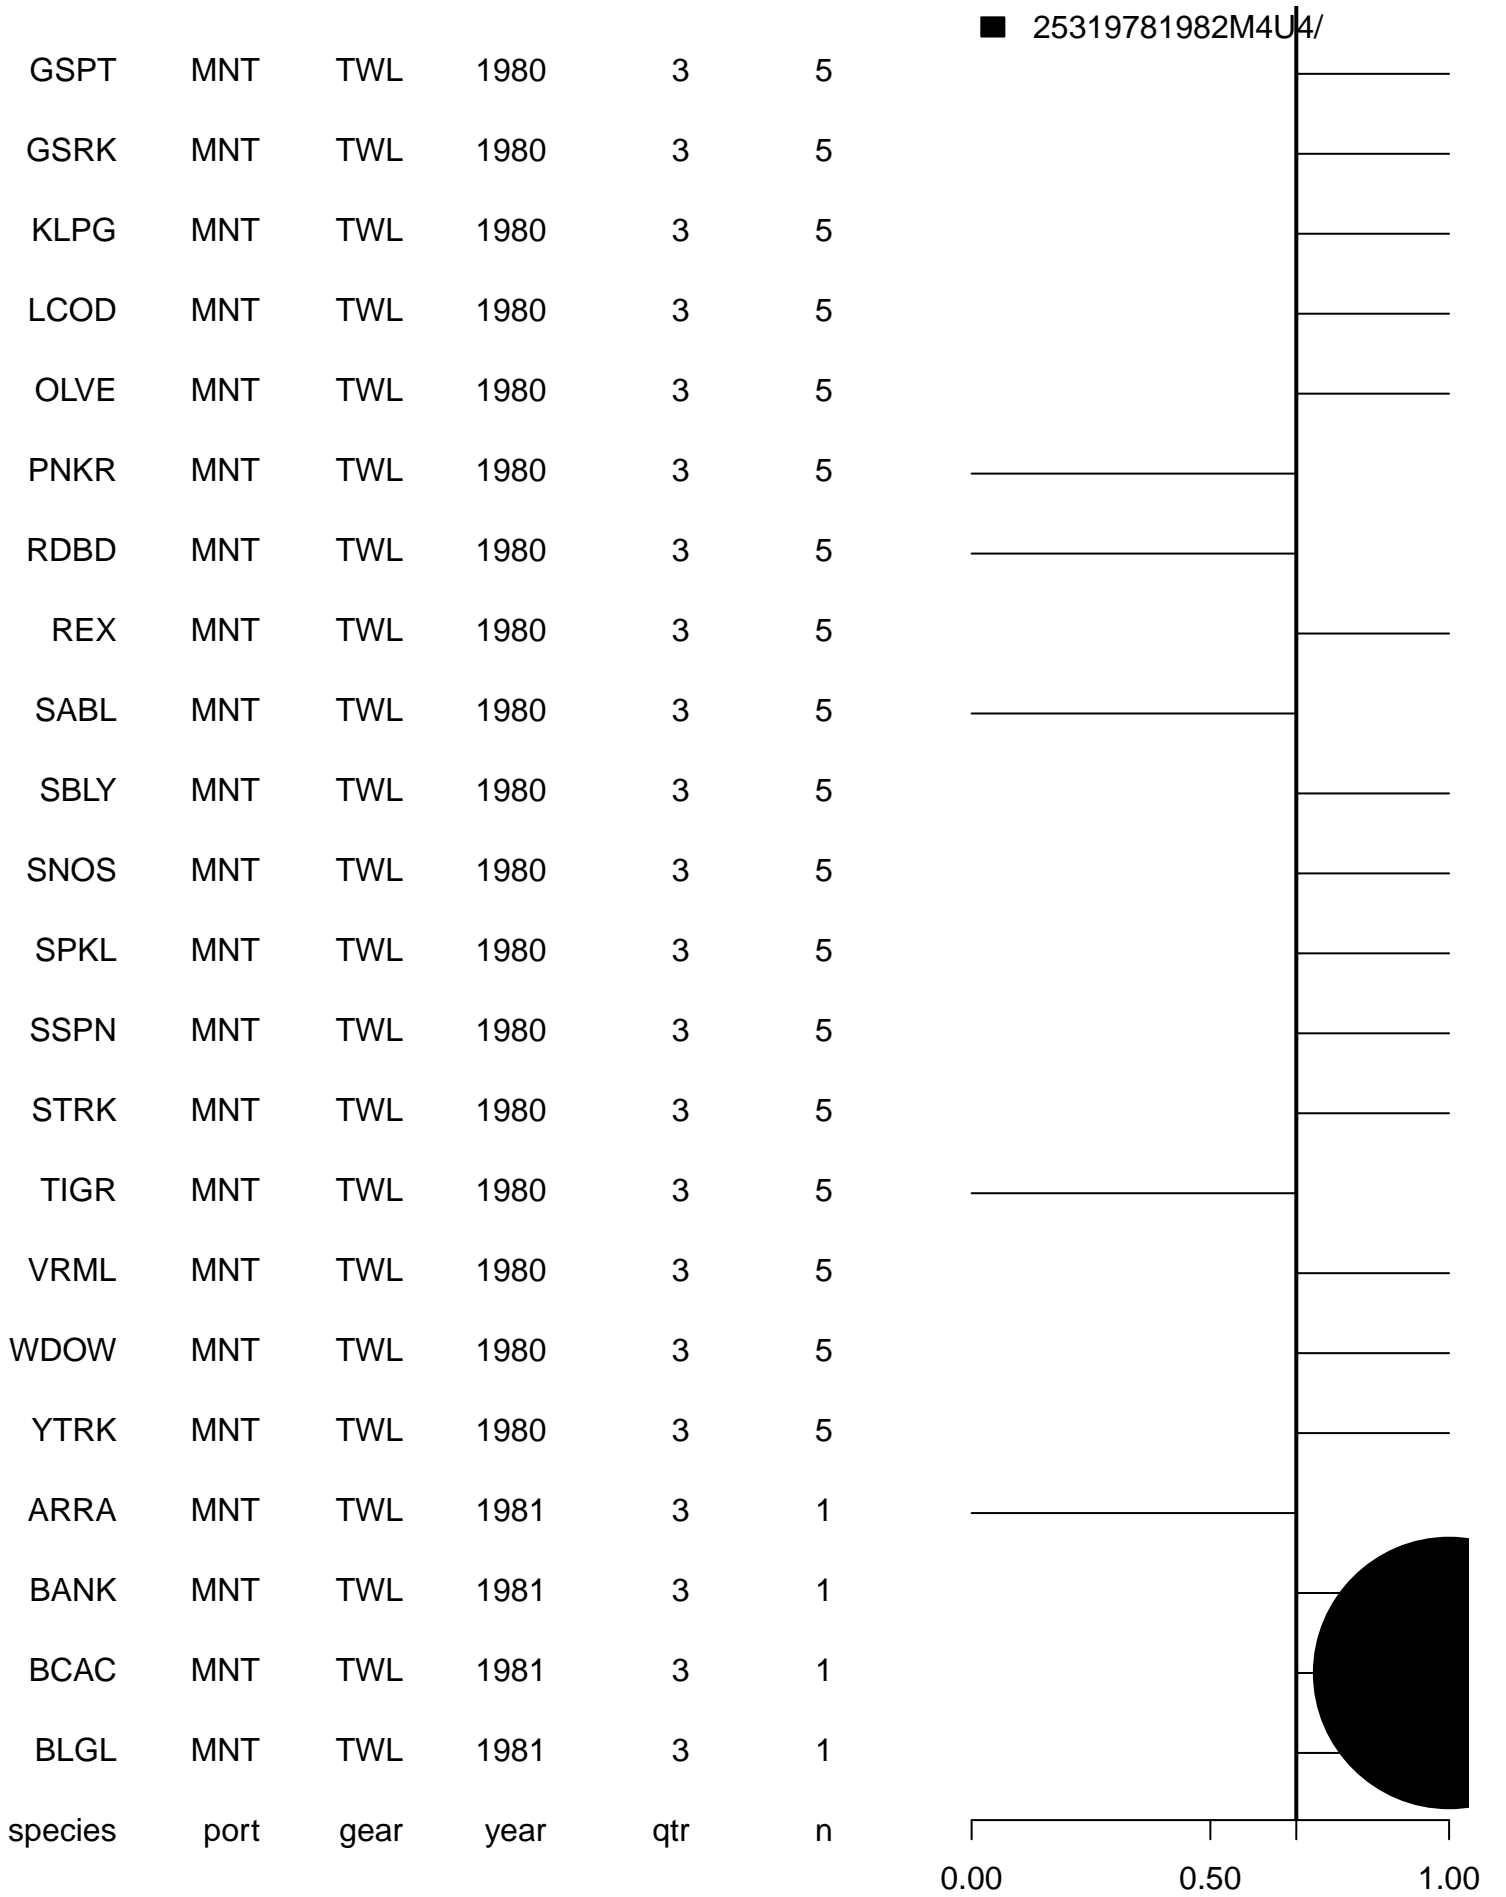 25319781982M4U4/
GSPT MNT TWL 1980 3 5
GSRK MNT TWL 1980 3 5
KLPG MNT TWL 1980 3 5
LCOD MNT TWL 1980 3 5
OLVE MNT TWL 1980 3 5
PNKR MNT TWL 1980 3 5
RDBD MNT TWL 1980 3 5
REX MNT TWL 1980 3 5
SABL MNT TWL 1980 3 5
SBLY MNT TWL 1980 3 5
SNOS MNT TWL 1980 3 5
SPKL MNT TWL 1980 3 5
SSPN MNT TWL 1980 3 5
STRK MNT TWL 1980 3 5
TIGR MNT TWL 1980 3 5
VRML MNT TWL 1980 3 5
WDOW MNT TWL 1980 3 5
YTRK MNT TWL 1980 3 5
ARRA MNT TWL 1981 3 1
BANK MNT TWL 1981 3 1
BCAC MNT TWL 1981 3 1
BLGL MNT TWL 1981 3 1
species port gear year qtr n
0.00 0.50 1.00